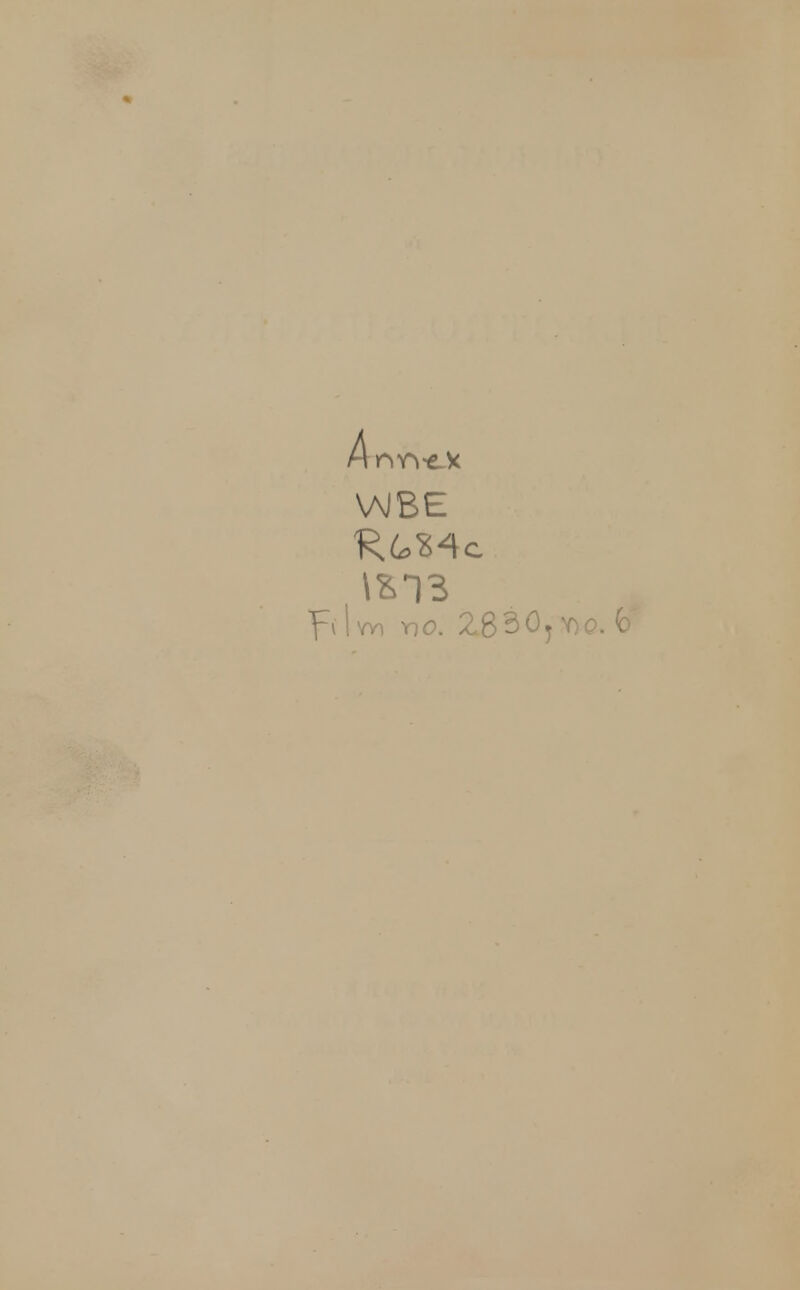 Annex
WBE
R684c
1873
Film no. 2830, no. 6